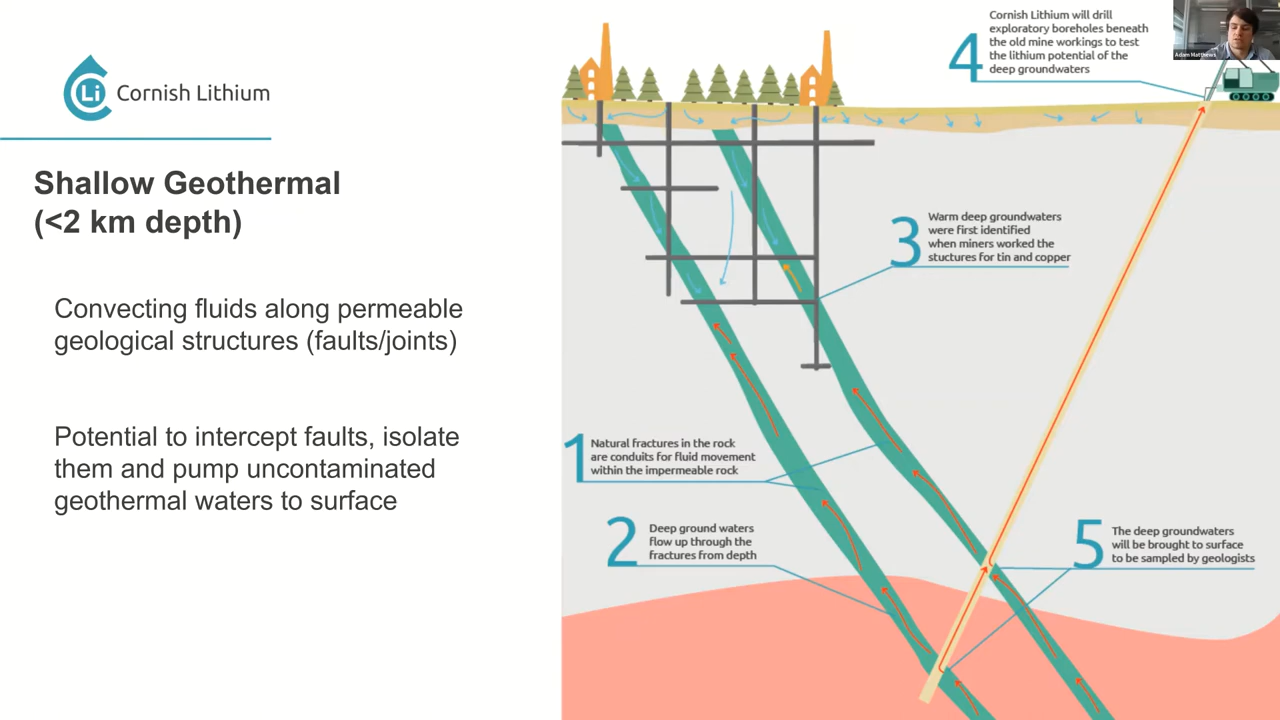 Li
Cornish Lithium
Shallow Geothermal
(<2 km depth)
Convecting fluids along permeable
geological structures (faults/joints)
Potential to intercept faults, isolate
them and pump uncontaminated
geothermal waters to surface
4
Cornish Lithium will drill
exploratory boreholes beneath
the old mine workings to test
the lithium potential of the
deep groundwaters
Adam Matthews
3
Warm deep groundwaters
were first identified
when miners worked the
stuctures for tin and copper
1
Natural fractures in the rock
are conduits for fluid movement
within the impermeable rock
2
Deep ground waters
flow up through the
fractures from depth
5
The deep groundwaters
will be brought to surface
to be sampled by geologists